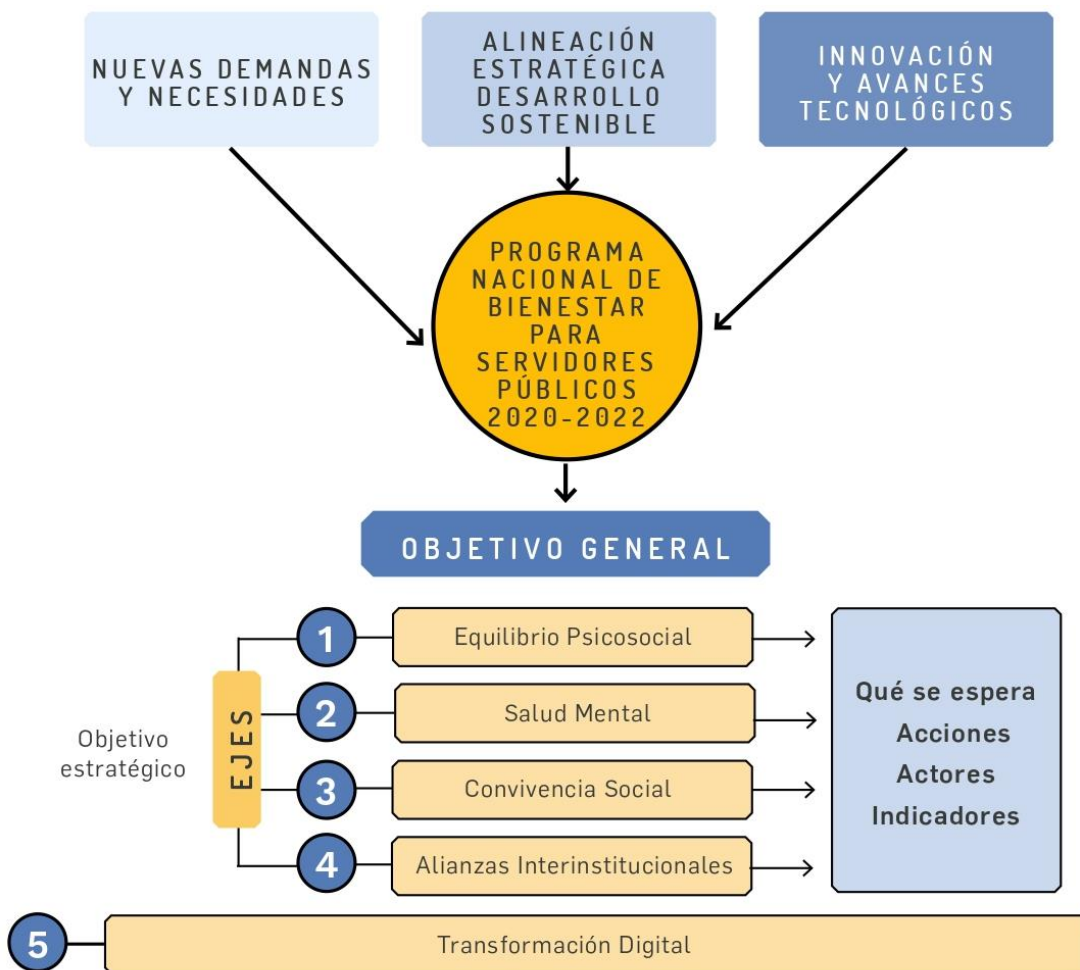 NUEVAS DEMANDAS
Y NECESIDADES
ALINEACIÓN
ESTRATÉGICA
DESARROLLO
SOSTENIBLE
INNOVACIÓN
Y AVANCES
TECNOLÓGICOS
PROGRAMA
NACIONAL DE
BIENESTAR
PARA
SERVIDORES
PÚBLICOS
2020-2022
OBJETIVO GENERAL
Objetivo
estratégico
EJES
1
Equilibrio Psicosocial
2
Salud Mental
3
Convivencia Social
4
Alianzas Interinstitucionales
Qué se espera
Acciones
Actores
Indicadores
5
Transformación Digital